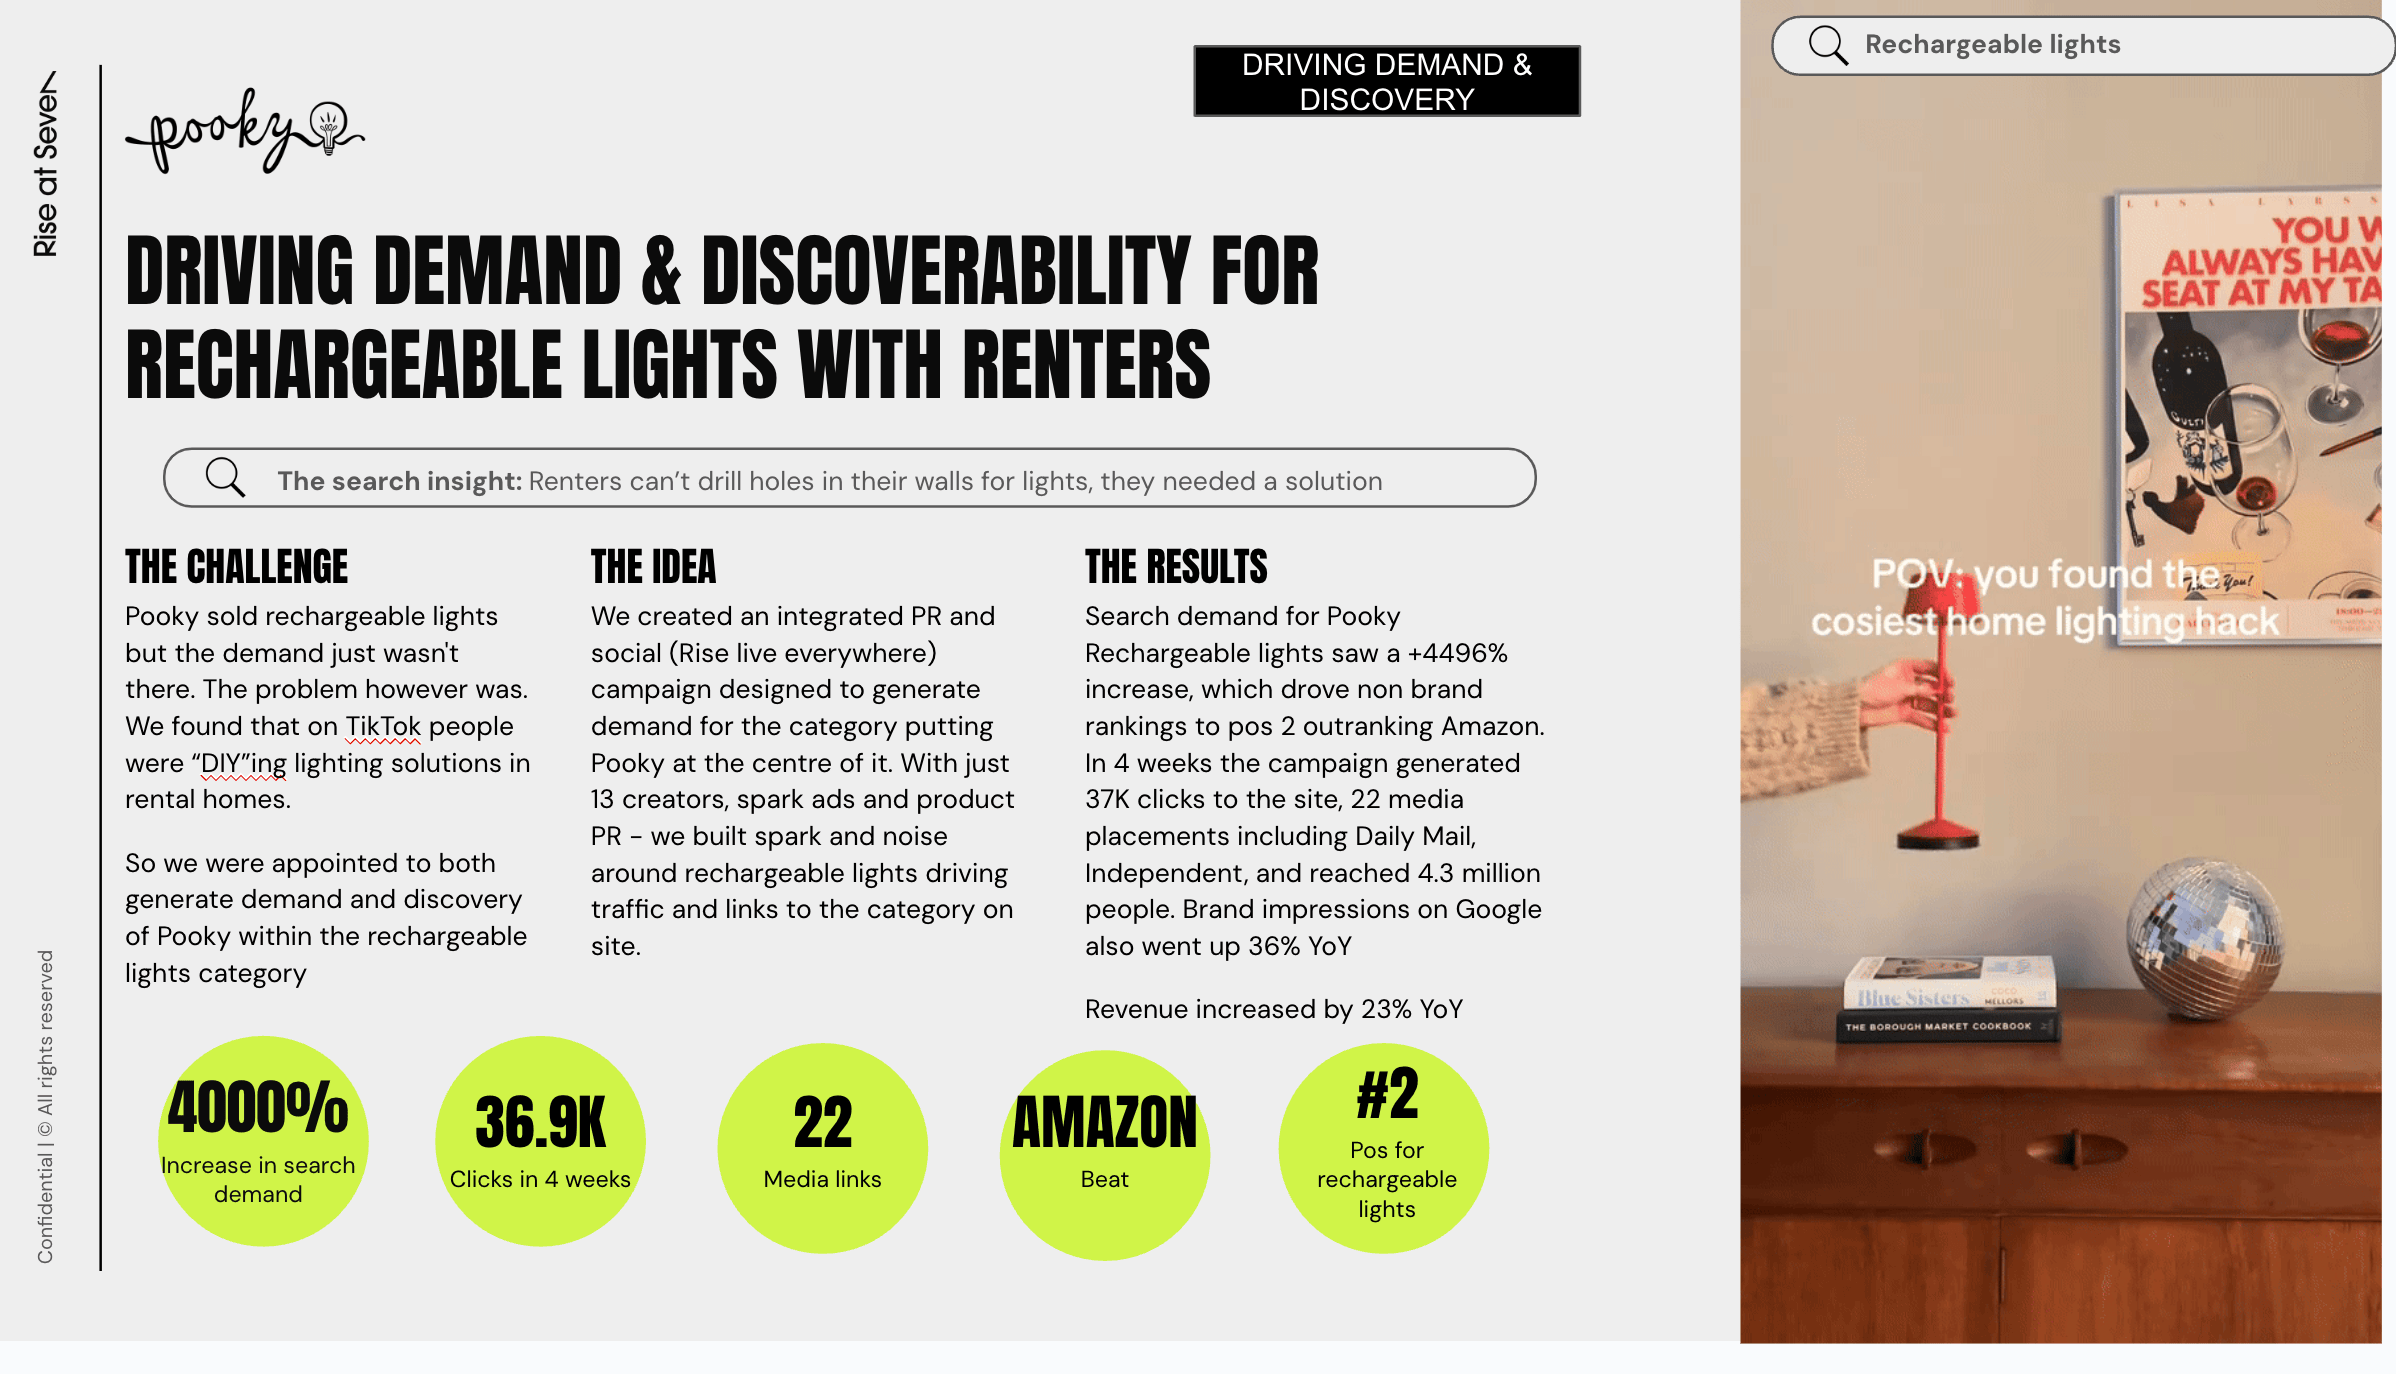 Rise at Seven
Confidential | © All rights reserved
pooky
DRIVING DEMAND &
DISCOVERY
DRIVING DEMAND & DISCOVERABILITY FOR
RECHARGEABLE LIGHTS WITH RENTERS
The search insight: Renters can’t drill holes in their walls for lights, they needed a solution
THE CHALLENGE
Pooky sold rechargeable lights
but the demand just wasn't
there. The problem however was.
We found that on TikTok people
were “DIY”ing lighting solutions in
rental homes.
So we were appointed to both
generate demand and discovery
of Pooky within the rechargeable
lights category
THE IDEA
We created an integrated PR and
social (Rise live everywhere)
campaign designed to generate
demand for the category putting
Pooky at the centre of it. With just
13 creators, spark ads and product
PR - we built spark and noise
around rechargeable lights driving
traffic and links to the category on
site.
THE RESULTS
Search demand for Pooky
Rechargeable lights saw a +4496%
increase, which drove non brand
rankings to pos 2 outranking Amazon.
In 4 weeks the campaign generated
37K clicks to the site, 22 media
placements including Daily Mail,
Independent, and reached 4.3 million
people. Brand impressions on Google
also went up 36% YoY
Revenue increased by 23% YoY
4000%
Increase in search
demand
36.9K
Clicks in 4 weeks
22
Media links
AMAZON
Beat
#2
Pos for
rechargeable
lights
Rechargeable lights
LISA LARSS
YOU W
ALWAYS HAV
SEAT AT MY TA
POV: you found the
cosiest home lighting hack
Thank You!
Blue Sisters
COCO
MELLORS
THE BOROUGH MARKET COOKBOOK